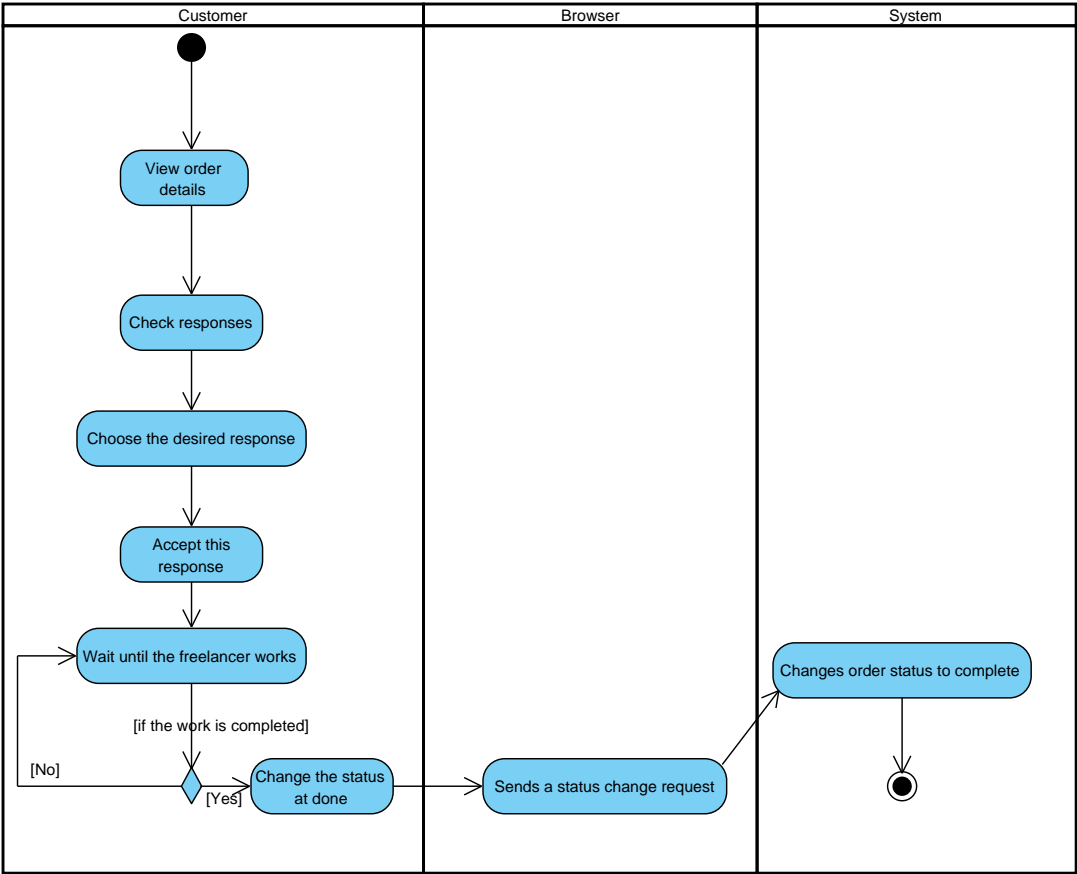 Customer
Browser
System
View order
details
Check responses
Choose the desired response
Accept this
response
Wait until the freelancer works
Changes order status to complete
[if the work is completed]
[No]
[Yes]
Change the status
at done
Sends a status change request